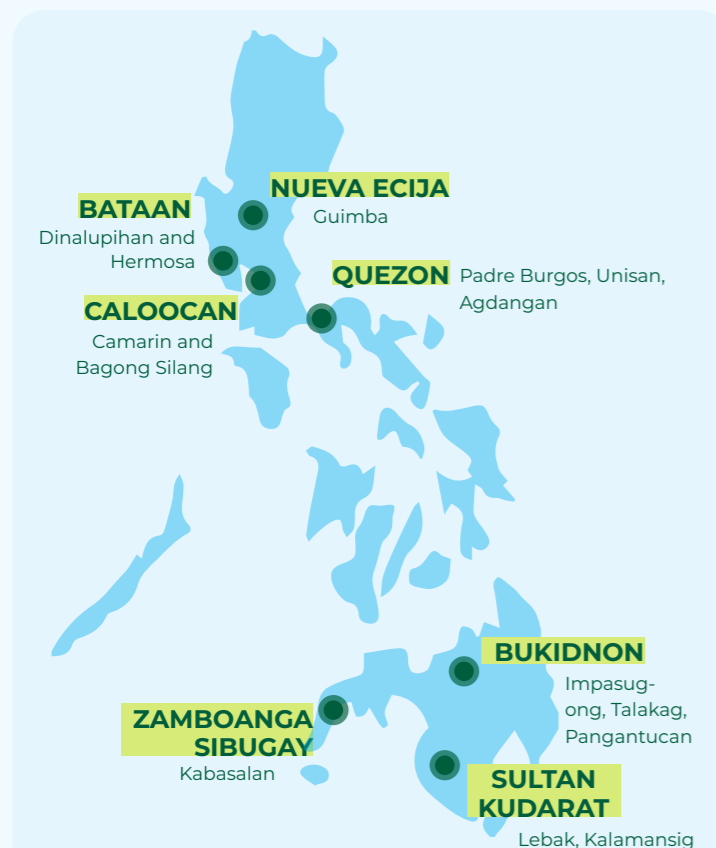 NUEVA ECIJA
Guimba
BATAAN
Dinalupihan and
Hermosa
QUEZON
Padre Burgos, Unisan,
Agdangan
CALOOCAN
Camarin and
Bagong Silang
BUKIDNON
Impasug-
ong, Talakag,
Pangantucan
ZAMBOANGA
SIBUGAY
Kabasalan
SULTAN
KUDARAT
Lebak, Kalamansig